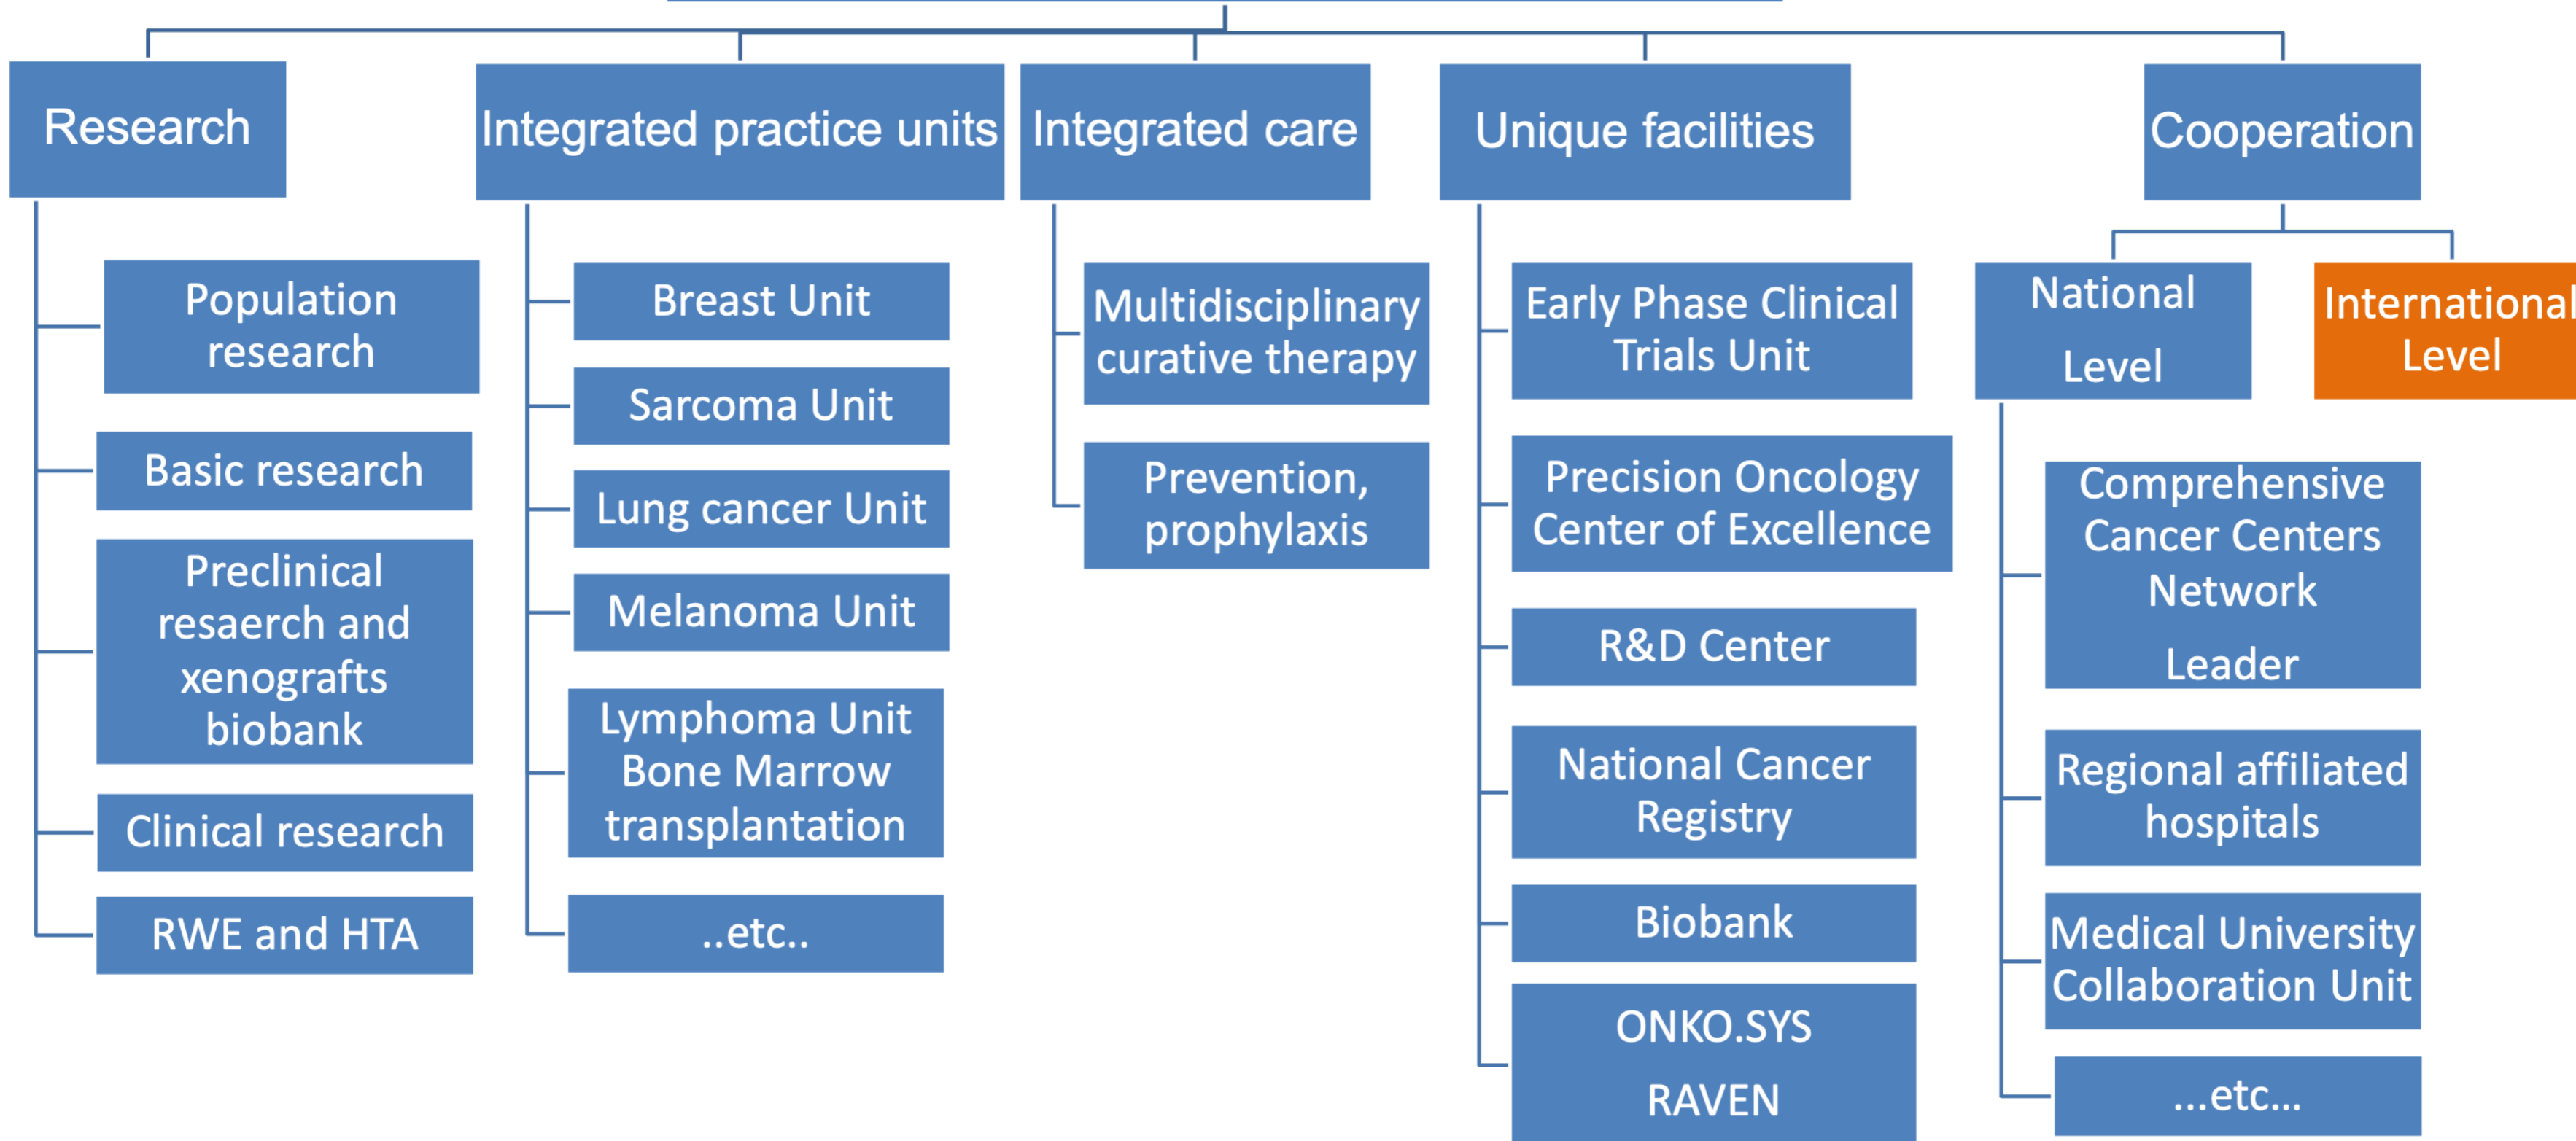 Research
Integrated practice units
Integrated care
Unique facilities
Cooperation
Population
research
Basic research
Preclinical
resaerch and
xenografts
biobank
Clinical research
RWE and HTA
Breast Unit
Sarcoma Unit
Lung cancer Unit
Melanoma Unit
Lymphoma Unit
Bone Marrow
transplantation
..etc..
Multidisciplinary
curative therapy
Prevention,
prophylaxis
Early Phase Clinical
Trials Unit
Precision Oncology
Center of Excellence
R&D Center
National Cancer
Registry
Biobank
ONKO.SYS
RAVEN
National
Level
International
Level
Comprehensive
Cancer Centers
Network
Leader
Regional affiliated
hospitals
Medical University
Collaboration Unit
...etc...